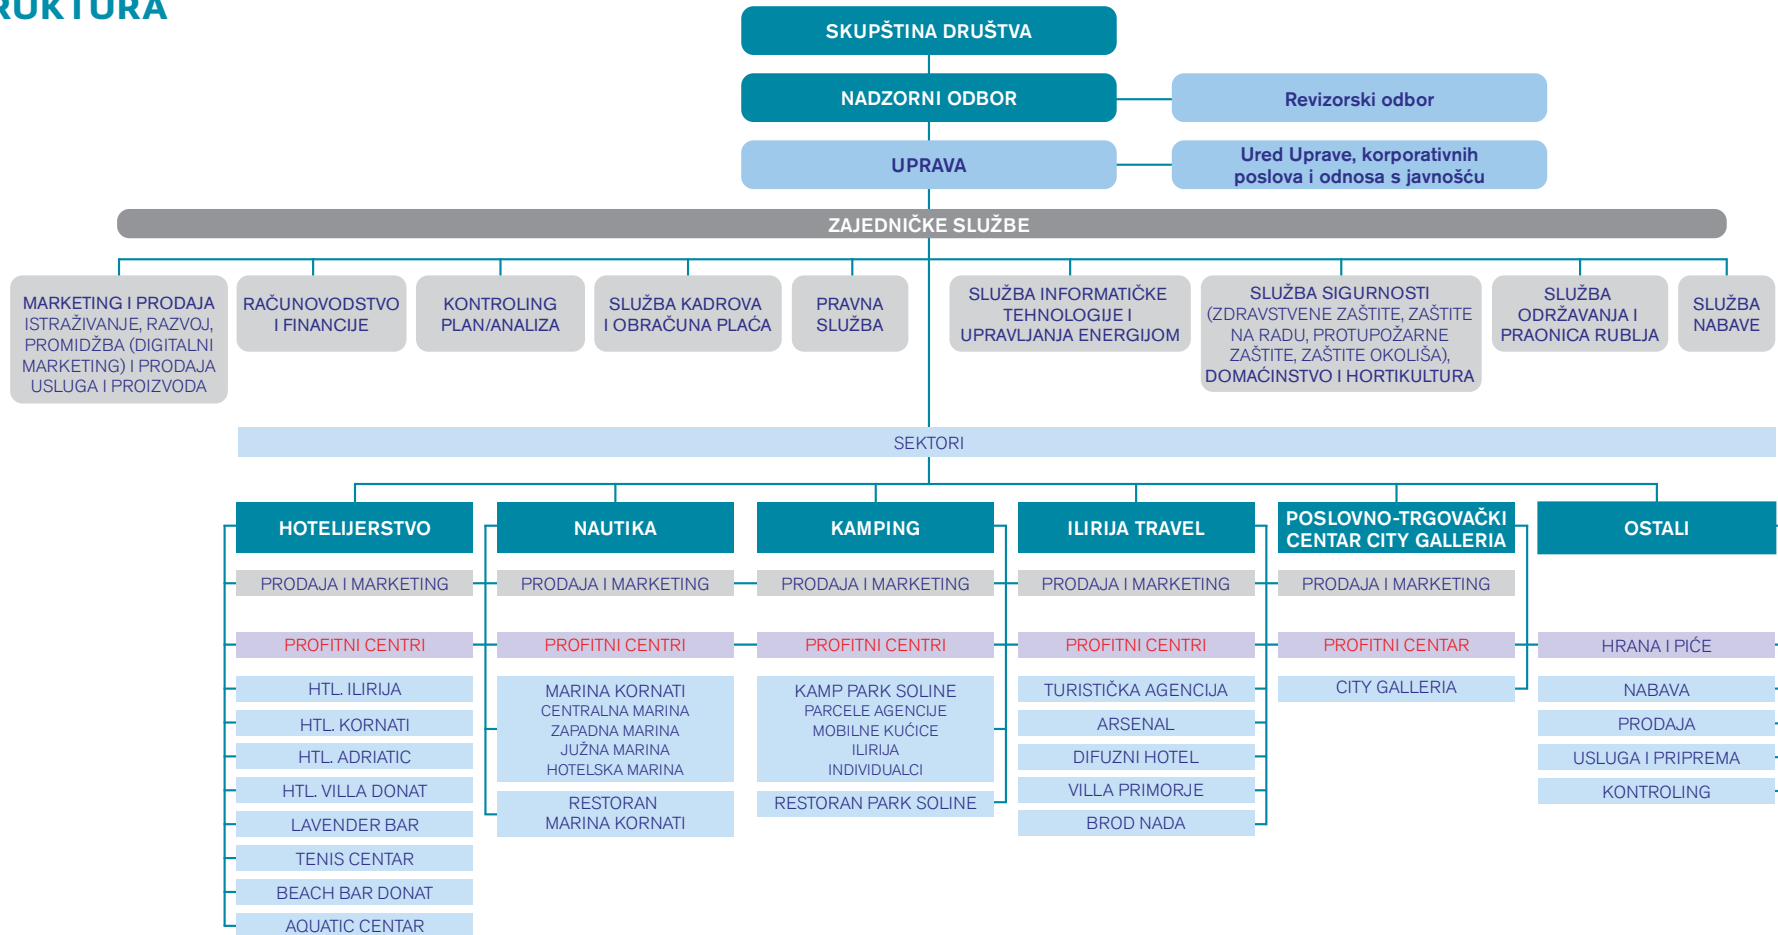 RUKTURA
SKUPŠTINA DRUŠTVA
NADZORNI ODBOR
Revizorski odbor
UPRAVA
Ured Uprave, korporativnih
poslova i odnosa s javnošću
ZAJEDNIČKE SLUŽBE
MARKETING I PRODAJA
ISTRAŽIVANJE, RAZVOJ,
PROMIDŽBA (DIGITALNI
MARKETING) I PRODAJA
USLUGA I PROIZVODA
RAČUNOVODSTVO
I FINANCIJE
KONTROLING
PLAN/ANALIZA
SLUŽBA KADROVA
I OBRAČUNA PLAĆA
PRAVNA
SLUŽBA
SLUŽBA INFORMATIČKE
TEHNOLOGIJE I
UPRAVLJANJA ENERGIJOM
SLUŽBA SIGURNOSTI
(ZDRAVSTVENE ZAŠTITE, ZAŠTITE
NA RADU, PROTUPOŽARNE
ZAŠTITE, ZAŠTITE OKOLIŠA),
DOMAĆINSTVO I HORTIKULTURA
SLUŽBA
ODRŽAVANJA I
PRAONICA RUBLJA
SLUŽBA
NABAVE
SEKTORI
HOTELIJERSTVO
PRODAJA I MARKETING
PROFITNI CENTRI
HTL. ILIRIJA
HTL. KORNATI
HTL. ADRIATIC
HTL. VILLA DONAT
LAVENDER BAR
TENIS CENTAR
BEACH BAR DONAT
AQUATIC CENTAR
NAUTIKA
PRODAJA I MARKETING
PROFITNI CENTRI
MARINA KORNATI
CENTRALNA MARINA
ZAPADNA MARINA
JUŽNA MARINA
HOTELSKA MARINA
RESTORAN
MARINA KORNATI
KAMPING
PRODAJA I MARKETING
PROFITNI CENTRI
KAMP PARK SOLINE
PARCELE AGENCIJE
MOBILNE KUĆICE
ILIRIJA
INDIVIDUALCI
RESTORAN PARK SOLINE
ILIRIJA TRAVEL
PRODAJA I MARKETING
PROFITNI CENTRI
TURISTIČKA AGENCIJA
ARSENAL
DIFUZNI HOTEL
VILLA PRIMORJE
BROD NADA
POSLOVNO-TRGOVAČKI
CENTAR CITY GALLERIA
PRODAJA I MARKETING
PROFITNI CENTAR
CITY GALLERIA
OSTALI
HRANA I PIĆE
NABAVA
PRODAJA
USLUGA I PRIPREMA
KONTROLING